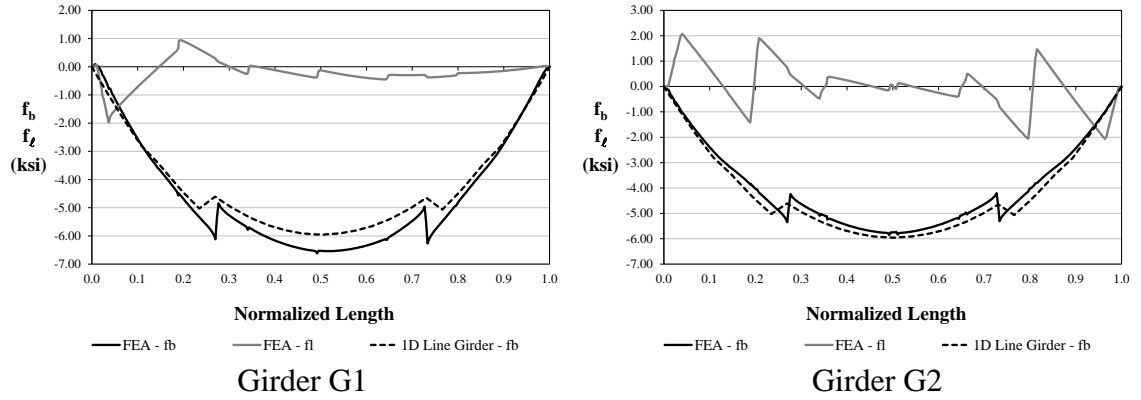 2.00
1.00
0.00
-1.00
-2.00
-3.00
-4.00
-5.00
-6.00
-7.00
fb
fℓ
(ksi)
0.0 0.1 0.2 0.3 0.4 0.5 0.6 0.7 0.8 0.9 1.0
Normalized Length
FEA - fb FEA - fl 1D Line Girder - fb
Girder G1
3.00
2.00
1.00
0.00
-1.00
-2.00
-3.00
-4.00
-5.00
-6.00
-7.00
fb
fℓ
(ksi)
0.0 0.1 0.2 0.3 0.4 0.5 0.6 0.7 0.8 0.9 1.0
Normalized Length
FEA - fb FEA - fl 1D Line Girder - fb
Girder G2